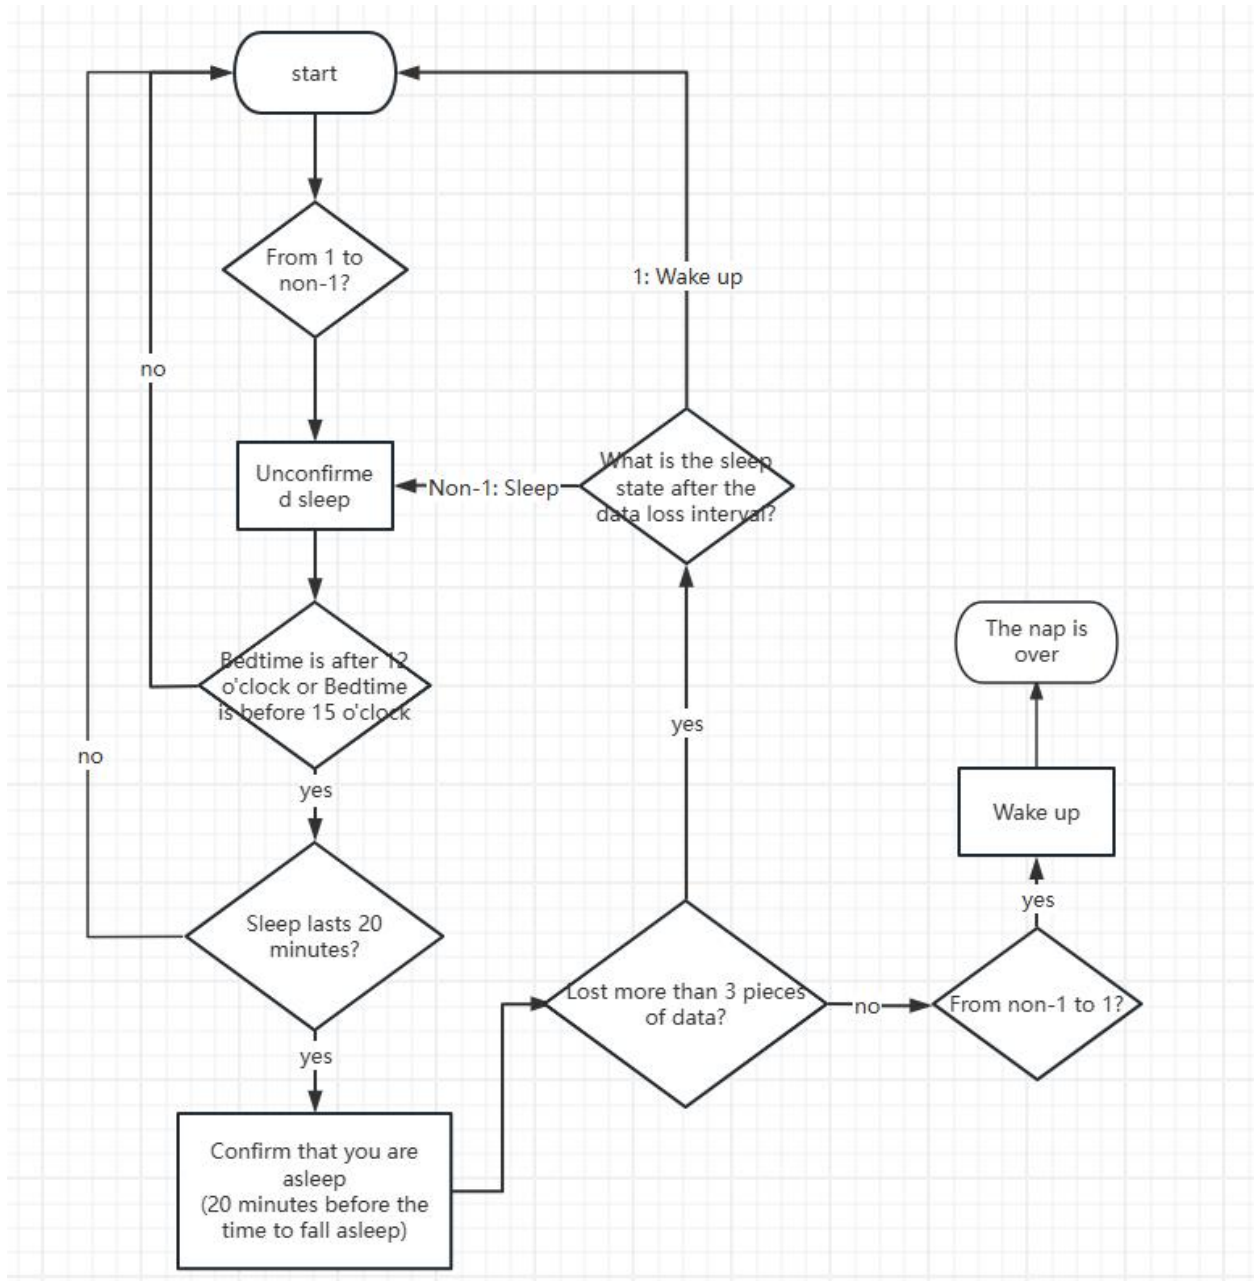 start
From 1 to
non-1?
no
1: Wake up
Unconfirme
d sleep
Non-1: Sleep
What is the sleep
state after the
data loss interval?
Bedtime is after 12
o'clock or Bedtime
is before 15 o'clock
The nap is
over
yes
no
yes
Wake up
Sleep lasts 20
minutes?
yes
Lost more than 3 pieces
of data?
no
From non-1 to 1?
yes
Confirm that you are
asleep
(20 minutes before the
time to fall asleep)